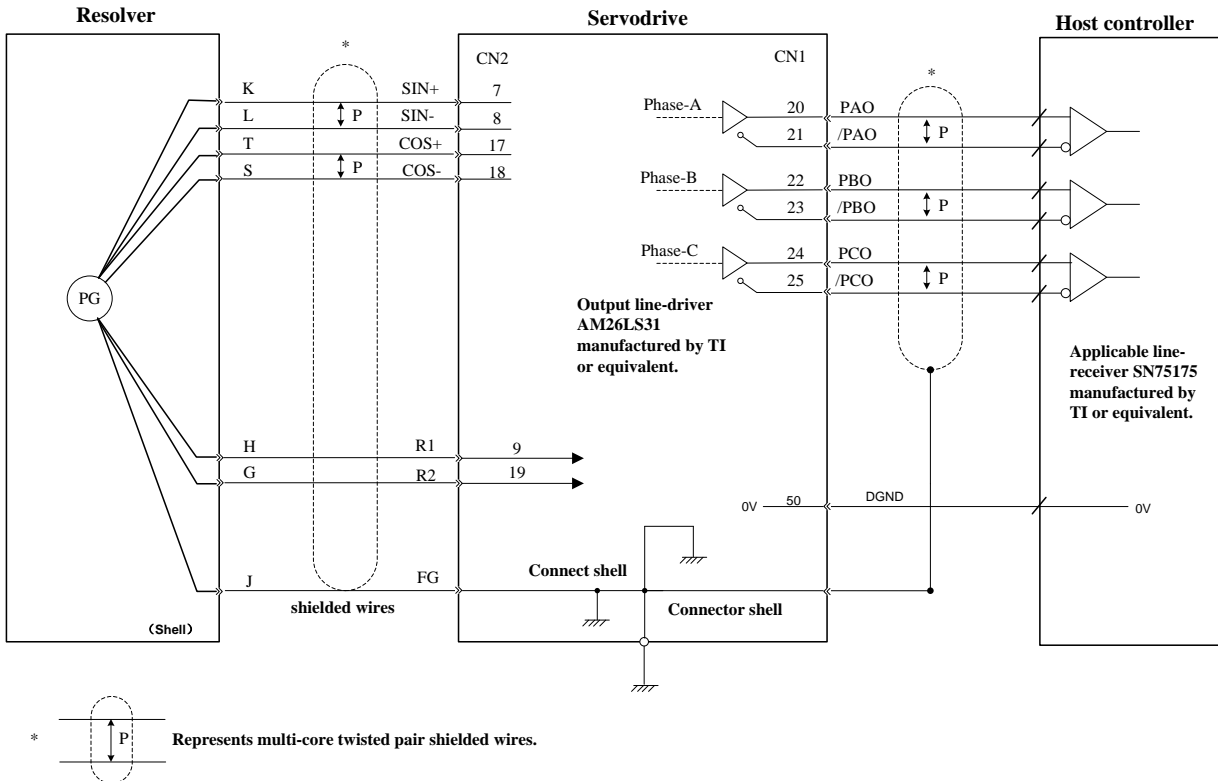 Resolver
Servodrive
Host controller
*
CN2
CN1
*
K SIN+ 7
P
L SIN- 8
T COS+ 17
P
S COS- 18
Phase-A 20 PAO
P
21 /PAO
Phase-B 22 PBO
P
23 /PBO
Phase-C 24 PCO
P
25 /PCO
PG
Output line-driver
AM26LS31
manufactured by TI
or equivalent.
Applicable line-
receiver SN75175
manufactured by
TI or equivalent.
H R1 9
G R2 19
0V 50 DGND 0V
J FG
Connect shell
shielded wires
Connector shell
(Shell)
* P Represents multi-core twisted pair shielded wires.